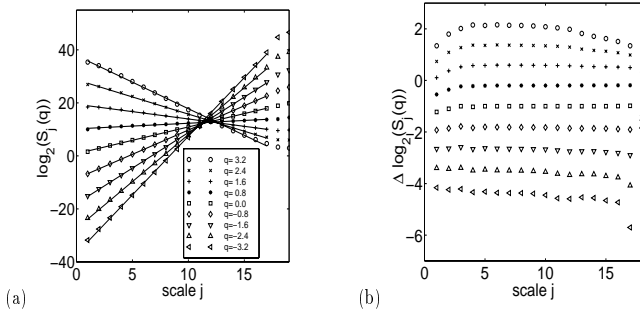 40
20
0
−20
−40
0
5
10
15
scale j
log2(Sj(q))
q=3.2
q=2.4
q=1.6
q=0.8
q=0.0
q=−0.8
q=−1.6
q=−2.4
q=−3.2
(a)
2
0
−2
−4
−6
0
5
10
15
scale j
Δ log2(Sj(q))
(b)